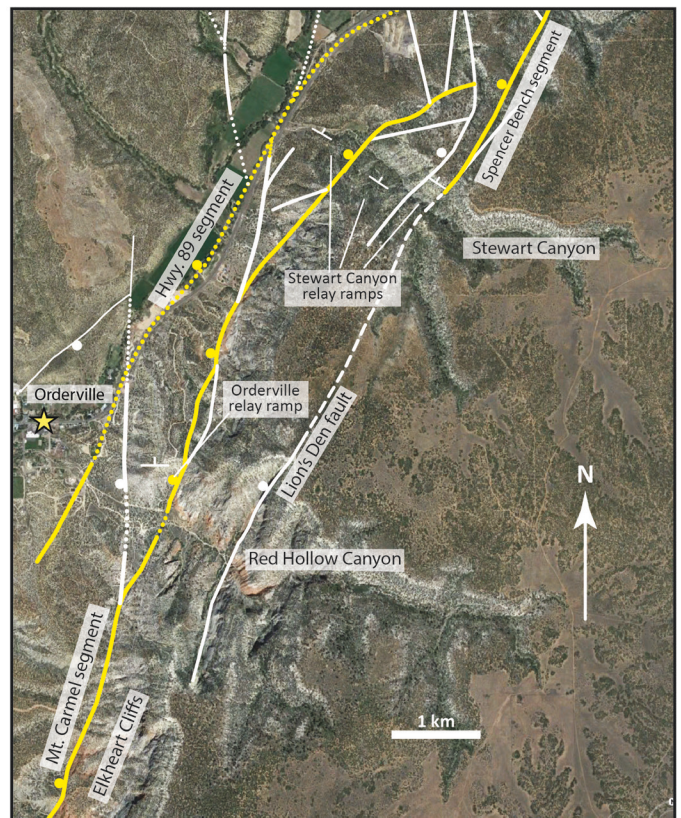 Spencer Bench segment
Hwy. 89 segment
Stewart Canyon
Stewart Canyon
relay ramps
Orderville
Orderville
relay ramp
Lion's Den fault
N
Red Hollow Canyon
Mt. Carmel segment
Elkheart Cliffs
1 km